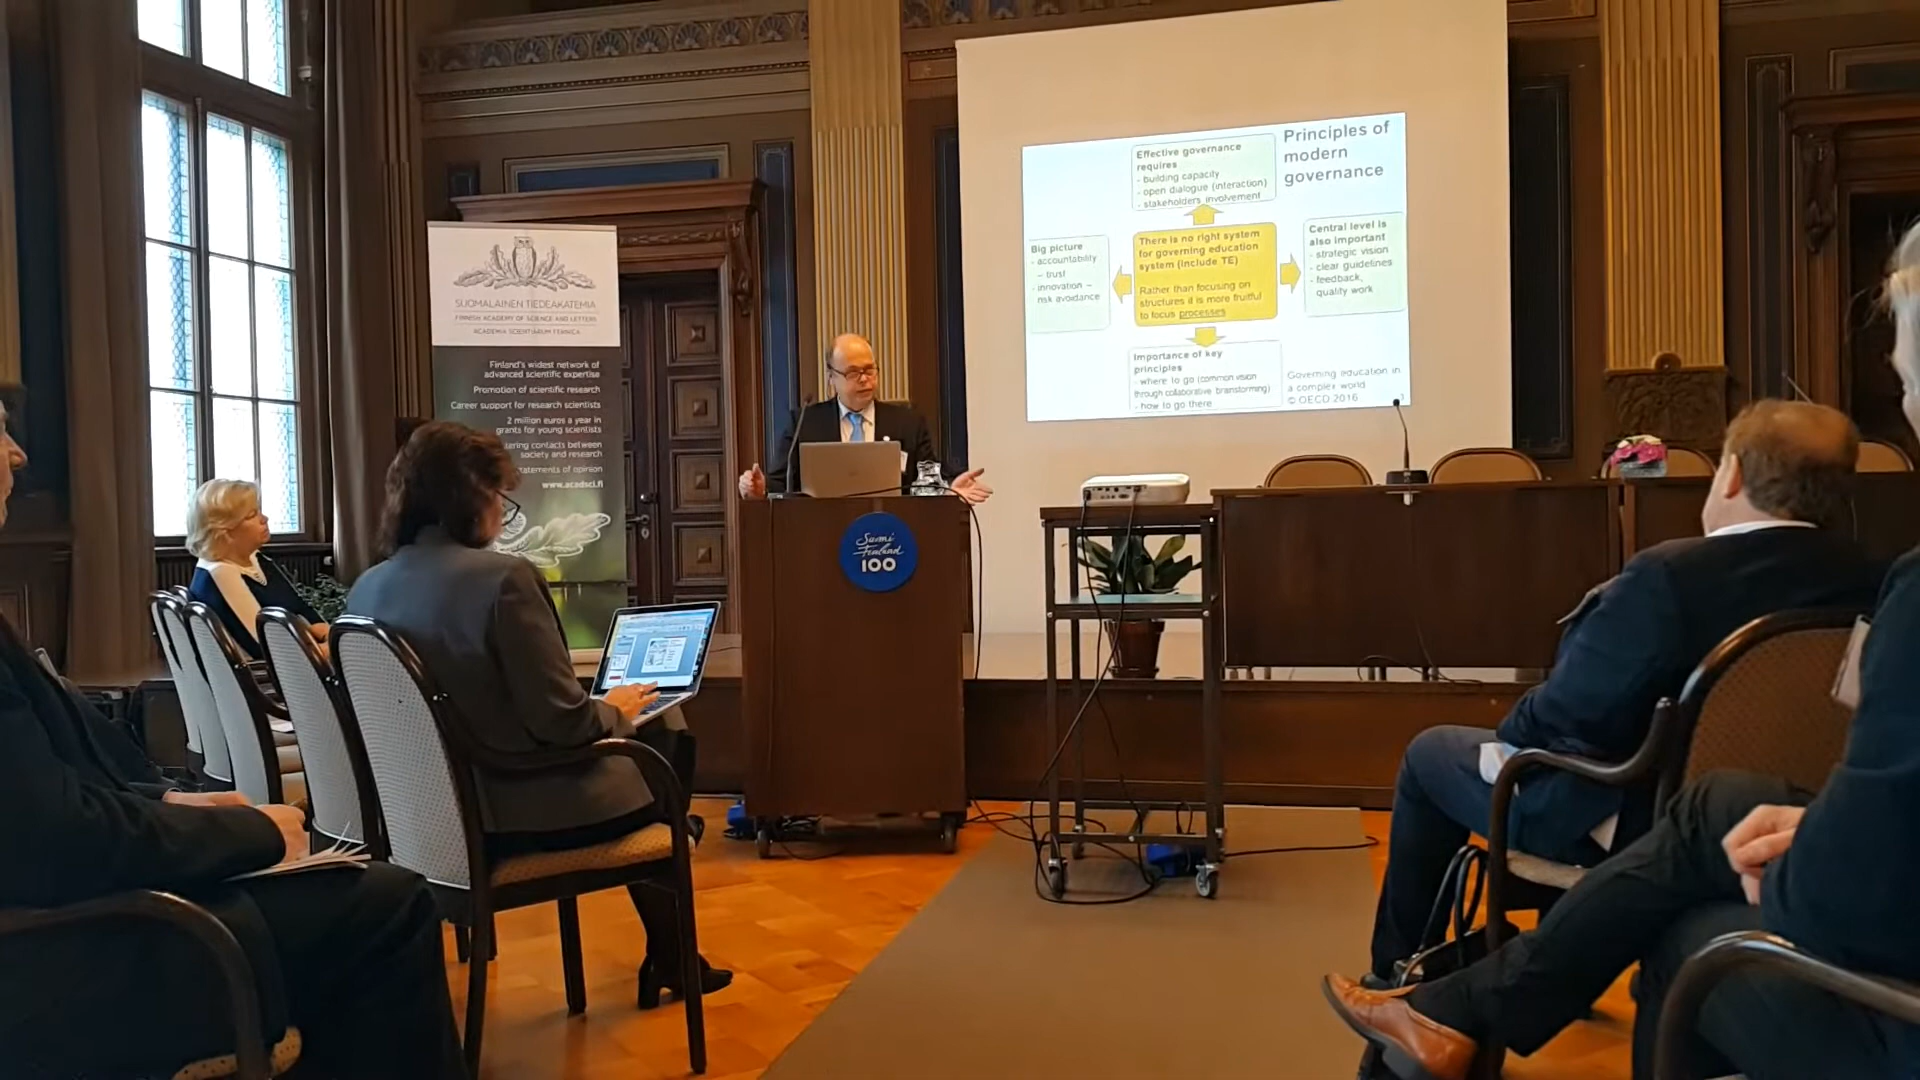 SUOMALAINEN TIEDEAKATEMIA
FINNISH ACADEMY OF SCIENCE AND LETTERS
ACADEMIA SCIENTIARUM FENNICA
Finland's widest network of
advanced scientific expertise
Promotion of scientific research
Career support for research scientists
2 million euros a year in
grants for young scientists
ering contacts between
society and research
tatements of opinion
www.acadsci.fi
Suomi
Finland
100
Principles of
modern
governance
Effective governance
requires
- building capacity
- open dialogue (interaction)
- stakeholders involvement
Big picture
- accountability
– trust
- innovation –
risk avoidance
There is no right system
for governing education
system (include TE)
Rather than focusing on
structures it is more fruitful
to focus processes
Central level is
also important
- strategic vision
- clear guidelines
- feedback,
quality work
Importance of key
principles
- where to go (common vision
through collaborative brainstorming)
- how to go there
Governing education in
a complex world
© OECD 2016